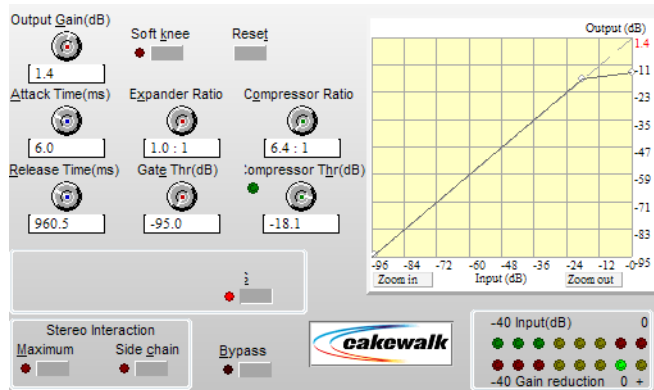 Output Gain(dB)
Soft knee
Reset
1.4
Attack Time(ms)
Expander Ratio
Compressor Ratio
6.0
1.0 : 1
6.4 : 1
Release Time(ms)
Gate Thr(dB)
Compressor Thr(dB)
960.5
-95.0
-18.1
Output (dB)
1.4
-11
-23
-35
-47
-59
-71
-83
-95
-96 -84 -72 -60 -48 -36 -24 -12 -0
Zoom in
Input (dB)
Zoom out
Stereo Interaction
Maximum
Side chain
Bypass
cakewalk
-40 Input(dB) 0
-40 Gain reduction 0 +